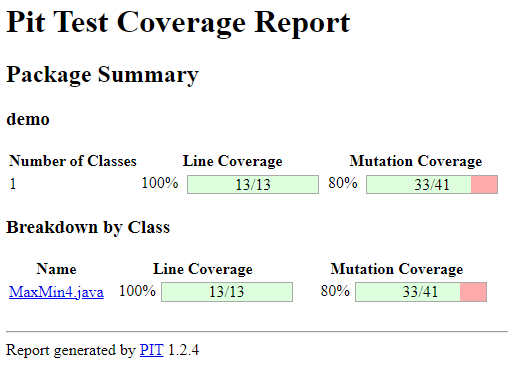 Pit Test Coverage Report
Package Summary
demo
Number of Classes Line Coverage Mutation Coverage
1 100% 13/13 80% 33/41
Breakdown by Class
Name Line Coverage Mutation Coverage
MaxMin4.java 100% 13/13 80% 33/41
Report generated by PIT 1.2.4